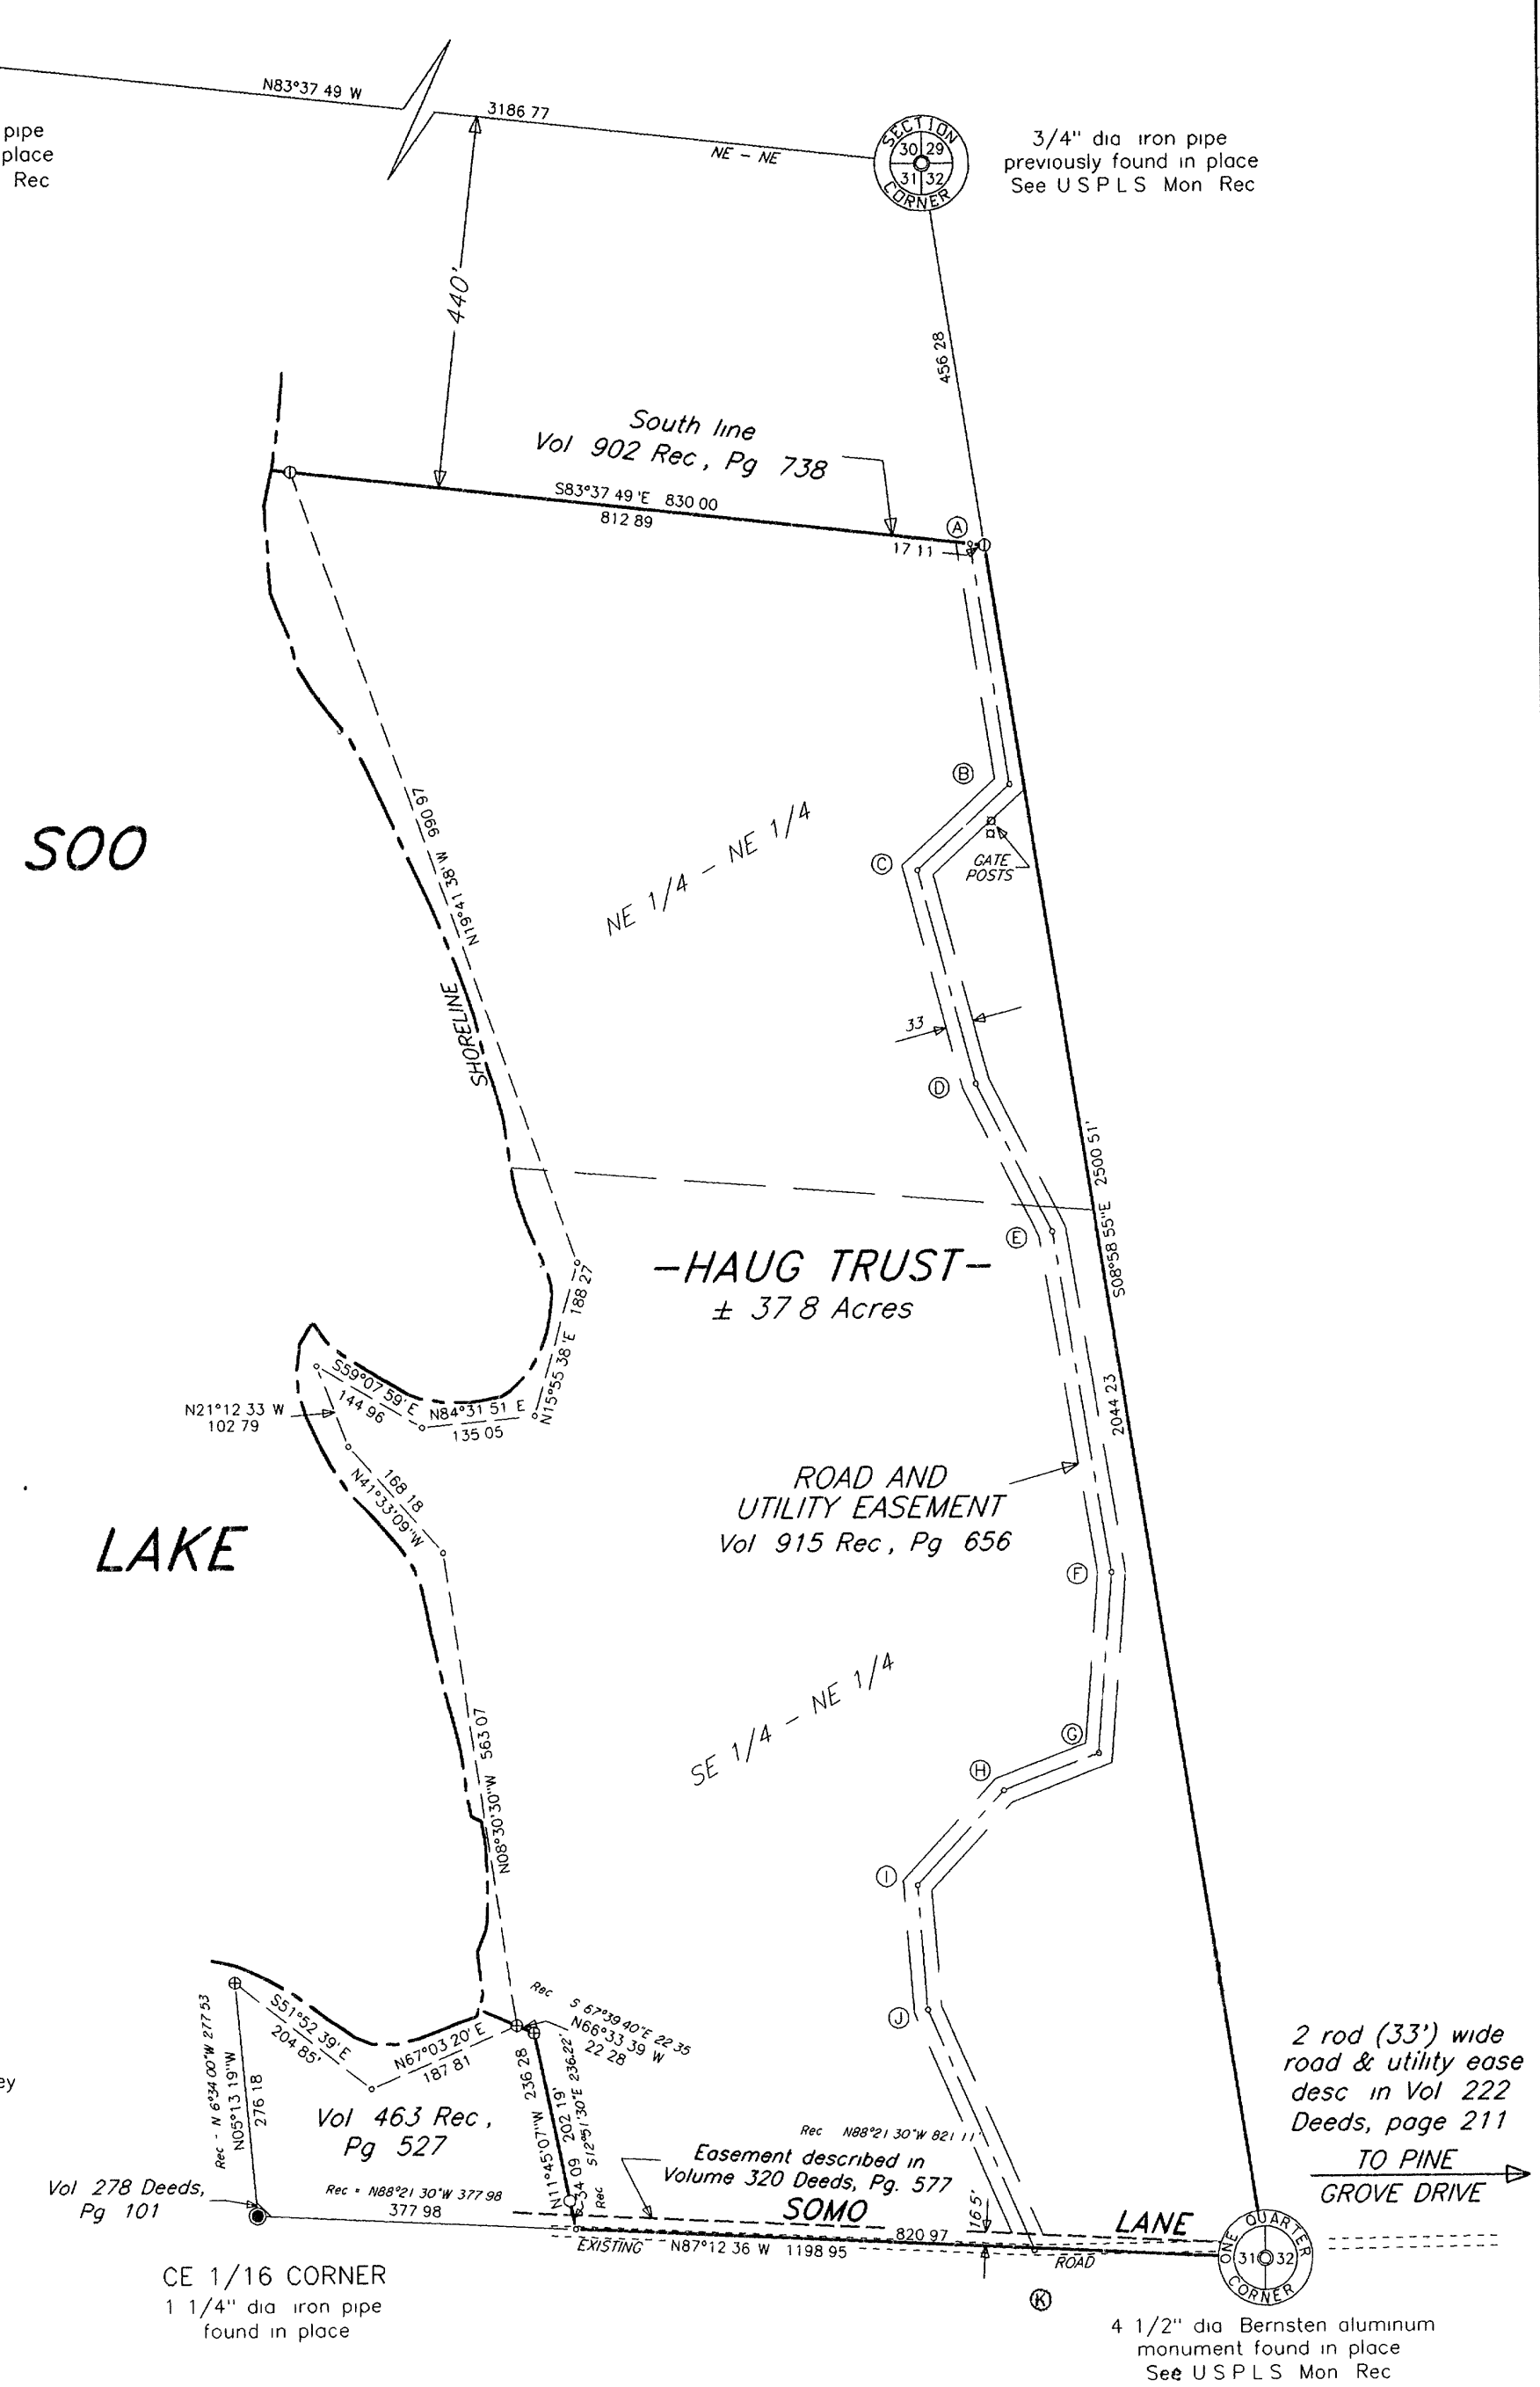 N83°37 49 W
3186 77
NE - NE
SECTION
30 29
31 32
CORNER
3/4" dia iron pipe
previously found in place
See U S P L S Mon Rec
pipe
place
Rec
440'
456 28
South line
Vol 902 Rec, Pg 738
S83°37 49 'E 830 00
812 89
A
17 11
B
GATE
POSTS
C
SOO
N19°41 38'W 990 97
NE 1/4 - NE 1/4
SHORELINE
33
D
S08°58 55"E 2500 51'
E
-HAUG TRUST-
± 37 8 Acres
N15°55 38 'E 188 27
S59°07 59' E
144 96
N84°31 51 E
135 05
N21°12 33 W
102 79
168 18
N41°33'09"W
2044 23
ROAD AND
UTILITY EASEMENT
Vol 915 Rec, Pg 656
LAKE
F
SE 1/4 - NE 1/4
G
H
N08°30'30"W 563 07
I
J
Rec S 67°39 40"E 22 35
N66°33 39 W
22 28
S51°52 39'E
204 85'
N67°03 20' E
187 81
Rec - N 6°34 00"W 277 53
N05°13 19"W
276 18
N11°45'07"W 236 28
34 09 202 19'
Rec S12°51'30"E 236.22'
ey
Vol 463 Rec,
Pg 527
Vol 278 Deeds,
Pg 101
Rec = N88°21 30"W 377 98
377 98
Rec N88°21 30"W 821 11'
Easement described in
Volume 320 Deeds, Pg. 577
SOMO
LANE
16 5'
820 97
EXISTING
N87°12 36 W 1198 95
ROAD
K
2 rod (33') wide
road & utility ease
desc in Vol 222
Deeds, page 211
TO PINE
GROVE DRIVE
ONE QUARTER
31 32
CORNER
CE 1/16 CORNER
1 1/4" dia iron pipe
found in place
4 1/2" dia Bernsten aluminum
monument found in place
See U S P L S Mon Rec